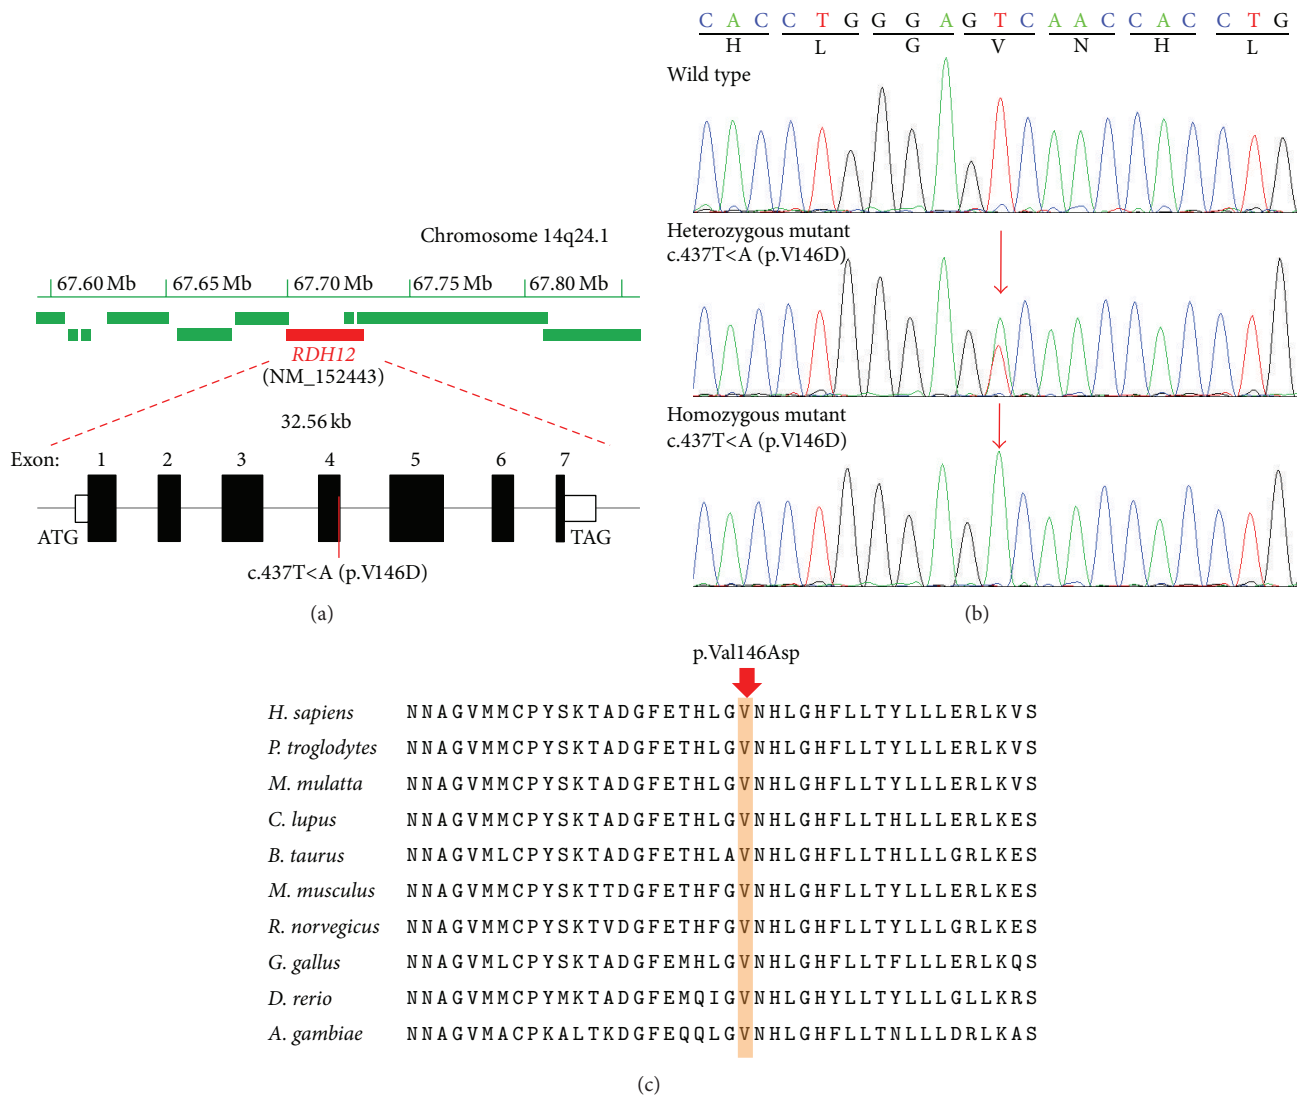 Chromosome 14q24.1
67.60 Mb 67.65 Mb 67.70 Mb 67.75 Mb 67.80 Mb
RDH12
(NM_152443)
32.56 kb
Exon: 1 2 3 4 5 6 7
ATG TAG
c.437T<A (p.V146D)
(a)
C A C C T G G G A G T C A A C C A C C T G
H L G V N H L
Wild type
Heterozygous mutant
c.437T<A (p.V146D)
Homozygous mutant
c.437T<A (p.V146D)
(b)
p.Val146Asp
H. sapiens NNAGVMMCPYSKTADGFETHLGVNHLGHFLLTYLLLERLKVS
P. troglodytes NNAGVMMCPYSKTADGFETHLGVNHLGHFLLTYLLLERLKVS
M. mulatta NNAGVMMCPYSKTADGFETHLGVNHLGHFLLTYLLLERLKVS
C. lupus NNAGVMMCPYSKTADGFETHLGVNHLGHFLLTHLLLERLKES
B. taurus NNAGVMLCPYSKTADGFETHLAVNHLGHFLLTHLLLGRLKES
M. musculus NNAGVMMCPYSKTTDGFETHFGVNHLGHFLLTYLLLERLKES
R. norvegicus NNAGVMMCPYSKTVDGFETHFGVNHLGHFLLTYLLLGRLKES
G. gallus NNAGVMLCPYSKTADGFEMHLGVNHLGHFLLTFLLLERLKQS
D. rerio NNAGVMMCPYMKTADGFEMQIGVNHLGHYLLTYLLLGLLKRS
A. gambiae NNAGVMACPKALTKDGFEQQLGVNHLGHFLLTNLLLDRLKAS
(c)